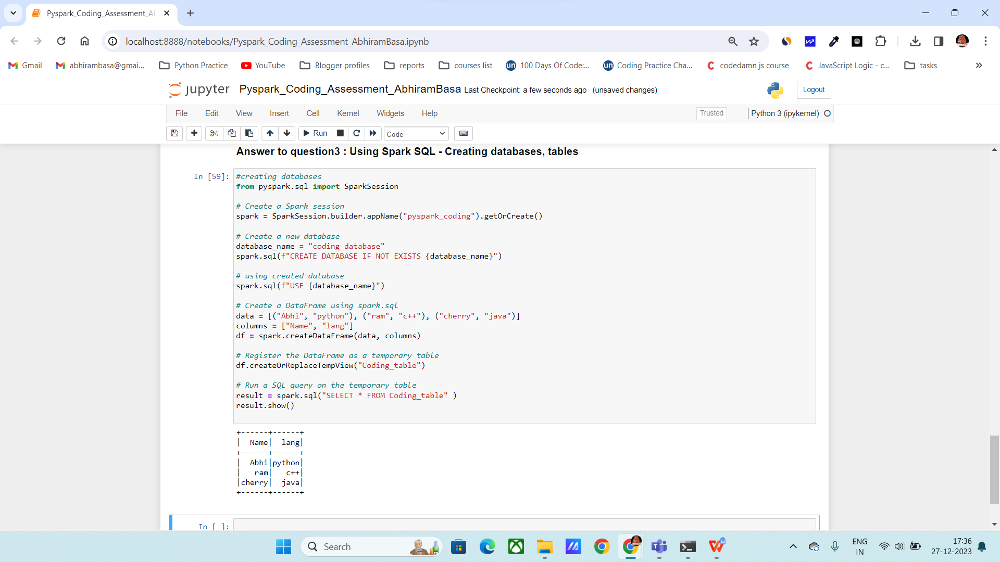 Pyspark_Coding_Assessment_Al
localhost:8888/notebooks/Pyspark_Coding_Assessment_AbhiramBasa.ipynb
Gmail
abhirambasa@gmai...
Python Practice
YouTube
Blogger profiles
reports
courses list
un 100 Days Of Code:...
un Coding Practice Cha...
codedamn js course
JavaScript Logic - c...
tasks
jupyter Pyspark_Coding_Assessment_AbhiramBasa Last Checkpoint: a few seconds ago (unsaved changes)
Logout
File Edit View Insert Cell Kernel Widgets Help
Trusted
Python 3 (ipykernel)
Run
Code
Answer to question3 : Using Spark SQL - Creating databases, tables
In [59]:
#creating databases
from pyspark.sql import SparkSession
# Create a Spark session
spark = SparkSession.builder.appName("pyspark_coding").getOrCreate()
# Create a new database
database_name = "coding_database"
spark.sql(f"CREATE DATABASE IF NOT EXISTS {database_name}")
# using created database
spark.sql(f"USE {database_name}")
# Create a DataFrame using spark.sql
data = [("Abhi", "python"), ("ram", "c++"), ("cherry", "java")]
columns = ["Name", "lang"]
df = spark.createDataFrame(data, columns)
# Register the DataFrame as a temporary table
df.createOrReplaceTempView("Coding_table")
# Run a SQL query on the temporary table
result = spark.sql("SELECT * FROM Coding_table" )
result.show()
+------+------+
|  Name|  lang|
+------+------+
|  Abhi|python|
|   ram|   c++|
|cherry|  java|
+------+------+
In [ ]:
Search
ENG
IN
17:36
27-12-2023